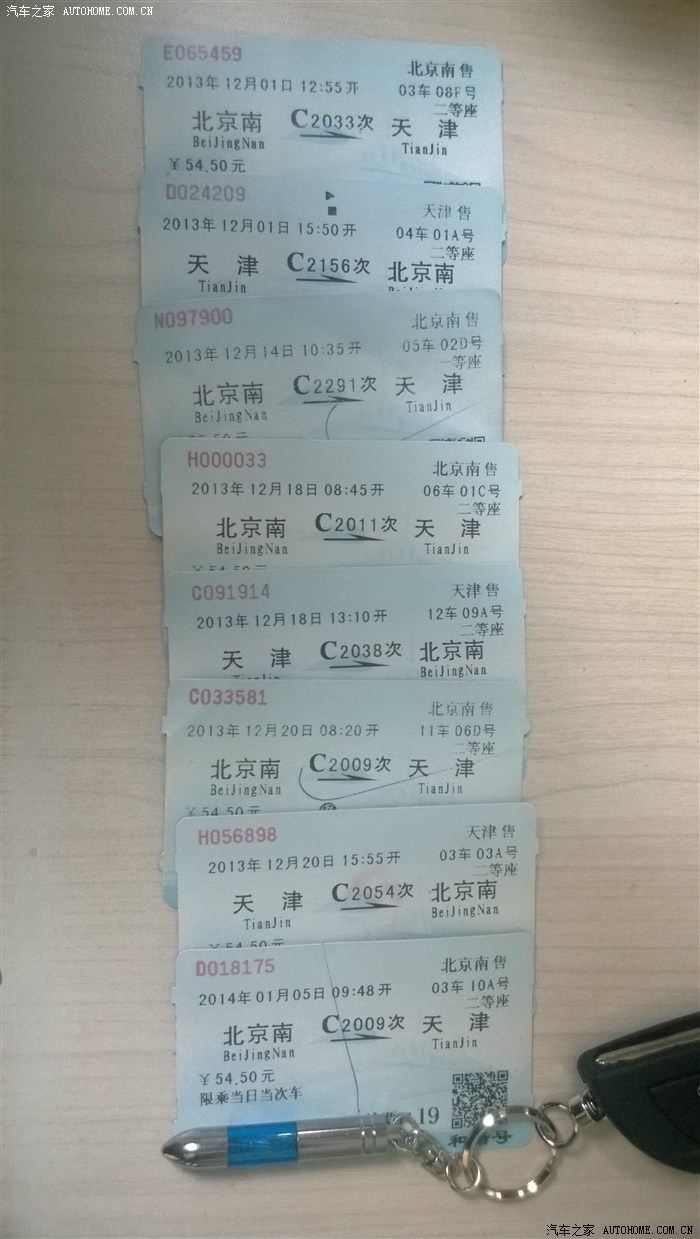 汽车之家 AUTOHOME.COM.CN
E065459 北京南 售
2013年 12月01日 12:55开 03车 08F号
二等座
北京南 C2033次 天 津
BeiJingNan TianJin
￥54.50元
D024209 天津 售
2013年 12月01日 15:50开 04车 01A号
二等座
天 津 C2156次 北京南
TianJin
N097900 北京南 售
2013年 12月14日 10:35开 05车 02D号
北京南 C2291次 天 津
BeiJingNan TianJin
H000033 北京南 售
2013年 12月18日 08:45开 06车 01C号
二等座
北京南 C2011次 天 津
BeiJingNan TianJin
￥54.50元
C091914 天津 售
2013年 12月18日 13:10开 12车 09A号
二等座
天 津 C2038次 北京南
BeiJingNan
C033581 北京南 售
2013年 12月20日 08:20开 11车 06D号
二等座
北京南 C2009次 天 津
BeiJingNan TianJin
￥54.50元
H056898 天津 售
2013年 12月20日 15:55开 03车 03A号
二等座
天 津 C2054次 北京南
TianJin BeiJingNan
￥54.50元
D018175 北京南 售
2014年 01月05日 09:48开 03车 10A号
二等座
北京南 C2009次 天 津
BeiJingNan TianJin
￥54.50元
限乘当日当次车
19
和谐号
汽车之家 AUTOHOME.COM.CN